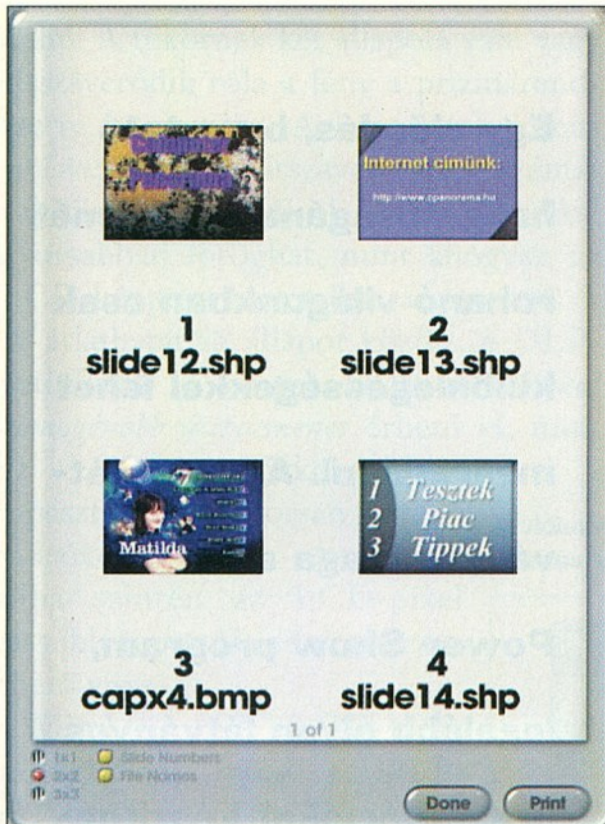 Computer
Panoráma
Internet címünk:
http://www.cpanorema.hu
1
slide12.shp
2
slide13.shp
Matilda
1 Tesztek
2 Piac
3 Tippek
3
capx4.bmp
4
slide14.shp
1 of 1
1x1
2x2
3x3
Slide Numbers
File Names
Done
Print